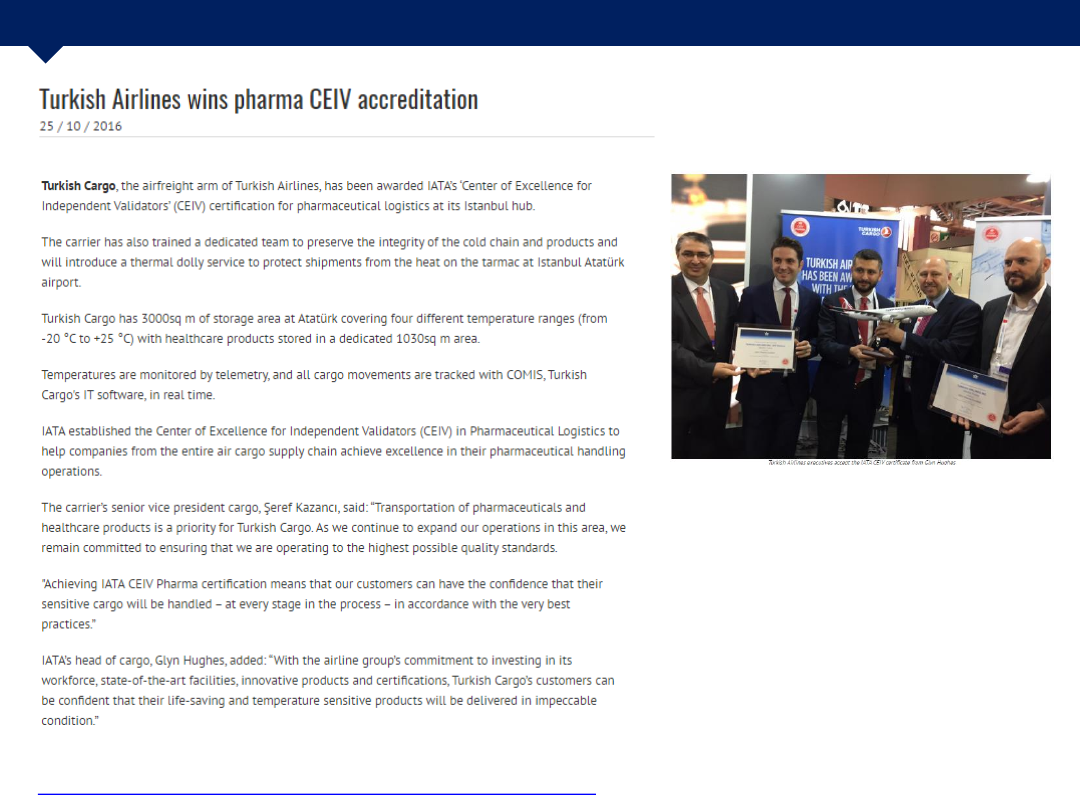 Turkish Airlines wins pharma CEIV accreditation
25 / 10 / 2016
Turkish Cargo, the airfreight arm of Turkish Airlines, has been awarded IATA's ‘Center of Excellence for
Independent Validators’ (CEIV) certification for pharmaceutical logistics at its Istanbul hub.
The carrier has also trained a dedicated team to preserve the integrity of the cold chain and products and
will introduce a thermal dolly service to protect shipments from the heat on the tarmac at Istanbul Atatürk
airport.
Turkish Cargo has 3000sq m of storage area at Atatürk covering four different temperature ranges (from
-20 °C to +25 °C) with healthcare products stored in a dedicated 1030sq m area.
Temperatures are monitored by telemetry, and all cargo movements are tracked with COMIS, Turkish
Cargo's IT software, in real time.
IATA established the Center of Excellence for Independent Validators (CEIV) in Pharmaceutical Logistics to
help companies from the entire air cargo supply chain achieve excellence in their pharmaceutical handling
operations.
The carrier's senior vice president cargo, Şeref Kazancı, said: “Transportation of pharmaceuticals and
healthcare products is a priority for Turkish Cargo. As we continue to expand our operations in this area, we
remain committed to ensuring that we are operating to the highest possible quality standards.
"Achieving IATA CEIV Pharma certification means that our customers can have the confidence that their
sensitive cargo will be handled – at every stage in the process – in accordance with the very best
practices.”
IATA's head of cargo, Glyn Hughes, added: “With the airline group's commitment to investing in its
workforce, state-of-the-art facilities, innovative products and certifications, Turkish Cargo's customers can
be confident that their life-saving and temperature sensitive products will be delivered in impeccable
condition.”
TURKISH
CARGO
TURKISH AIR
HAS BEEN AW
WITH THE
Turkish Airlines executives accept the IATA CEIV certificate from Glyn Hughes